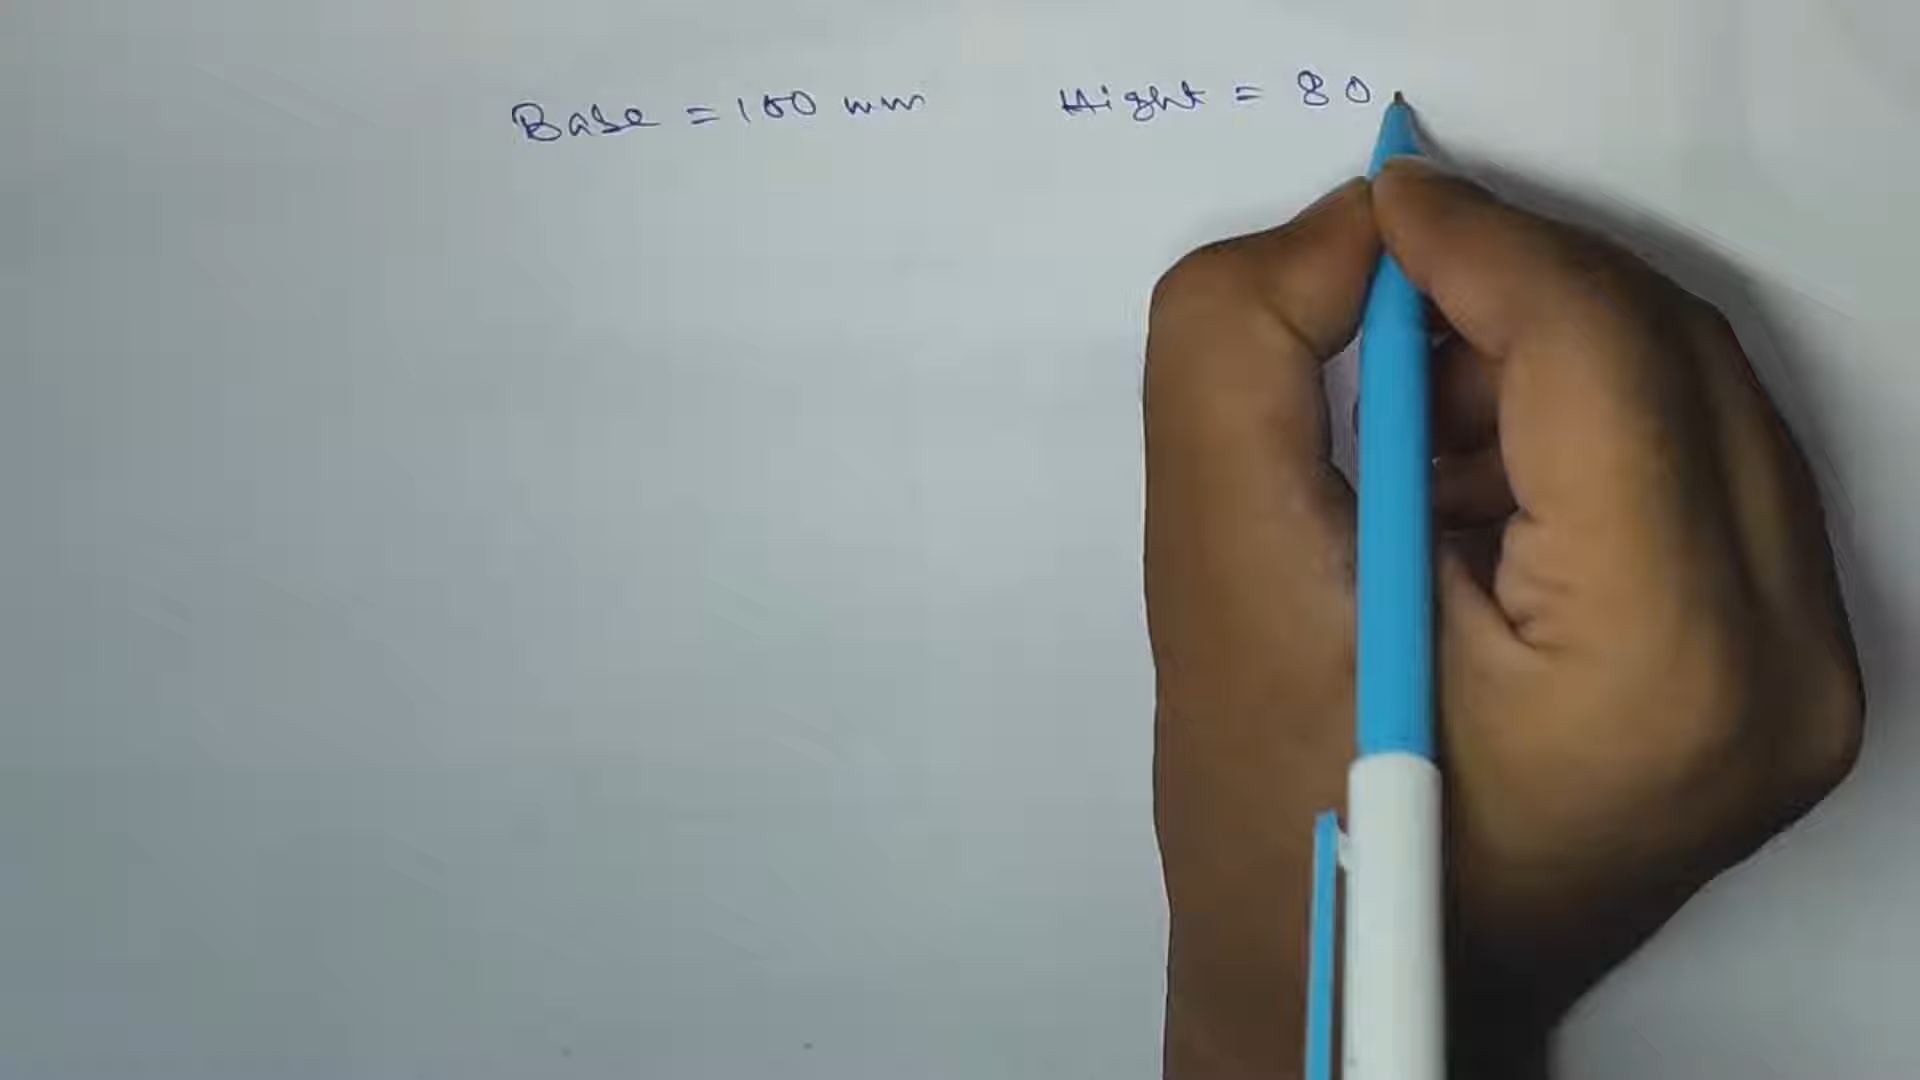 Base = 100 mm Hight = 80